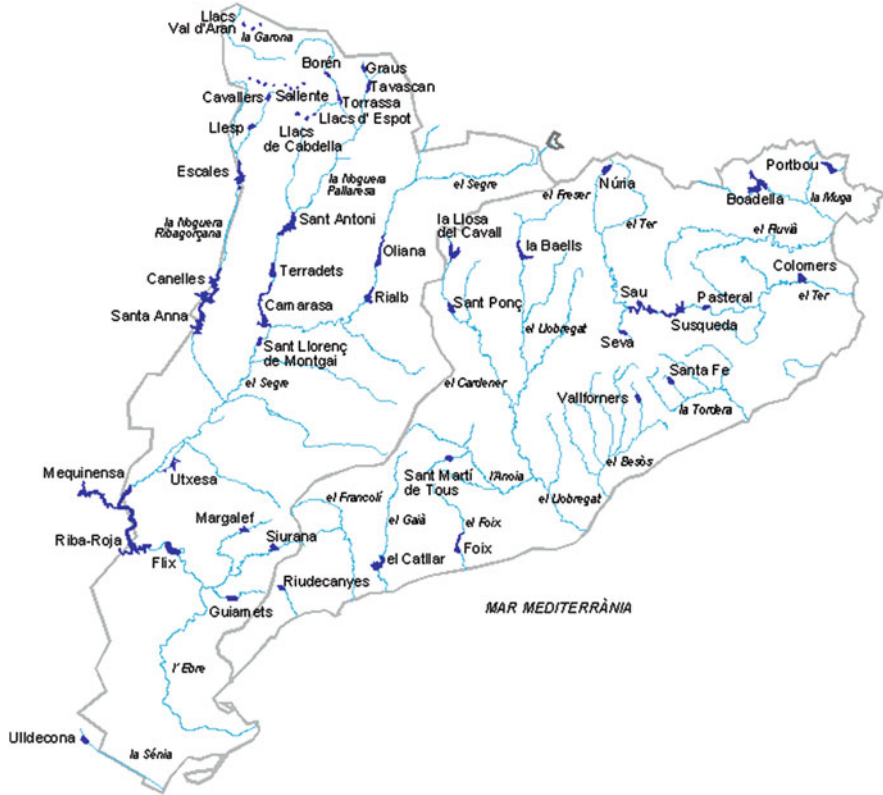 Llacs
Val d'Aran
la Garona
Borén
Graus
Tavascan
Cavallers
Sallente
Torrassa
Llacs d' Espot
Llesp
Llacs
de Cabdella
Escales
la Noguera
Pallaresa
el Segre
el Freser
Núria
Portbou
Boadella
la Muga
la Noguera
Ribagorçana
Sant Antoni
la Llosa
del Cavall
Oliana
la Baells
el Ter
el Fluvià
Canelles
Terradets
Colomers
Santa Anna
Camarasa
Rialb
Sant Ponç
Sau
Pasteral
el Ter
Susqueda
Sant Llorenç
de Montgai
el Llobregat
Seva
el Segre
el Cardener
Santa Fe
Vallforners
la Tordera
Mequinensa
Utxesa
Sant Martí
de Tous
l'Anoia
el Besòs
el Francolí
el Llobregat
Margalef
el Gaià
el Foix
Riba-Roja
Siurana
Flix
el Catllar
Foix
Riudecanyes
Guiamets
MAR MEDITERRÀNIA
l' Ebre
Ulldecona
la Sénia